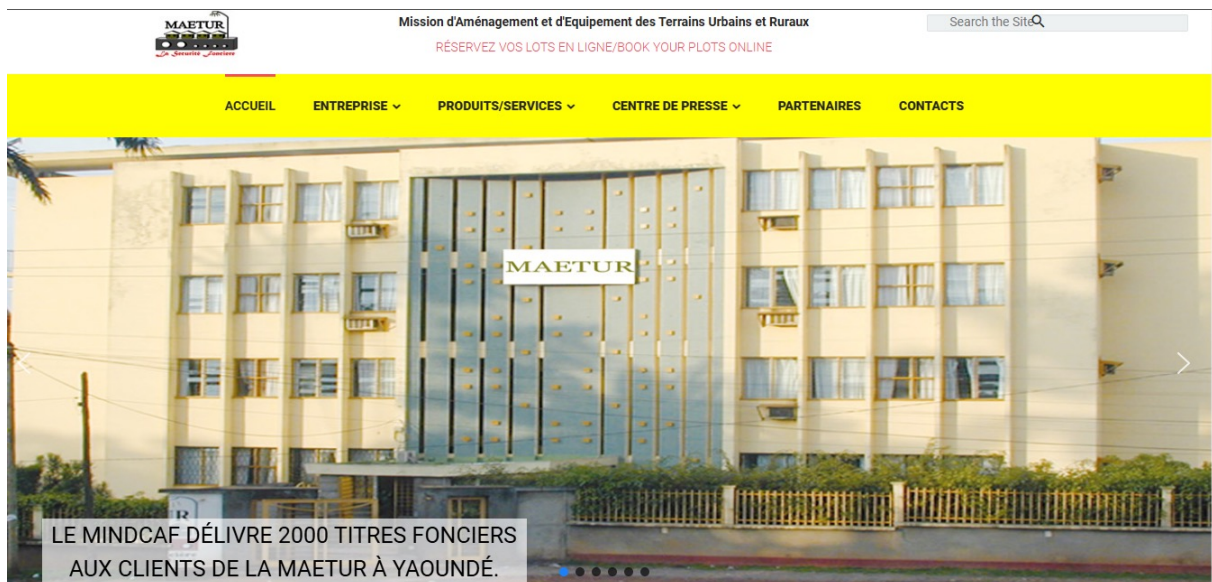 MAETUR
La Securité Foncière
Mission d'Aménagement et d'Equipement des Terrains Urbains et Ruraux
RÉSERVEZ VOS LOTS EN LIGNE/BOOK YOUR PLOTS ONLINE
Search the Site
ACCUEIL ENTREPRISE PRODUITS/SERVICES CENTRE DE PRESSE PARTENAIRES CONTACTS
MAETUR
R
LE MINDCAF DÉLIVRE 2000 TITRES FONCIERS
AUX CLIENTS DE LA MAETUR À YAOUNDÉ.